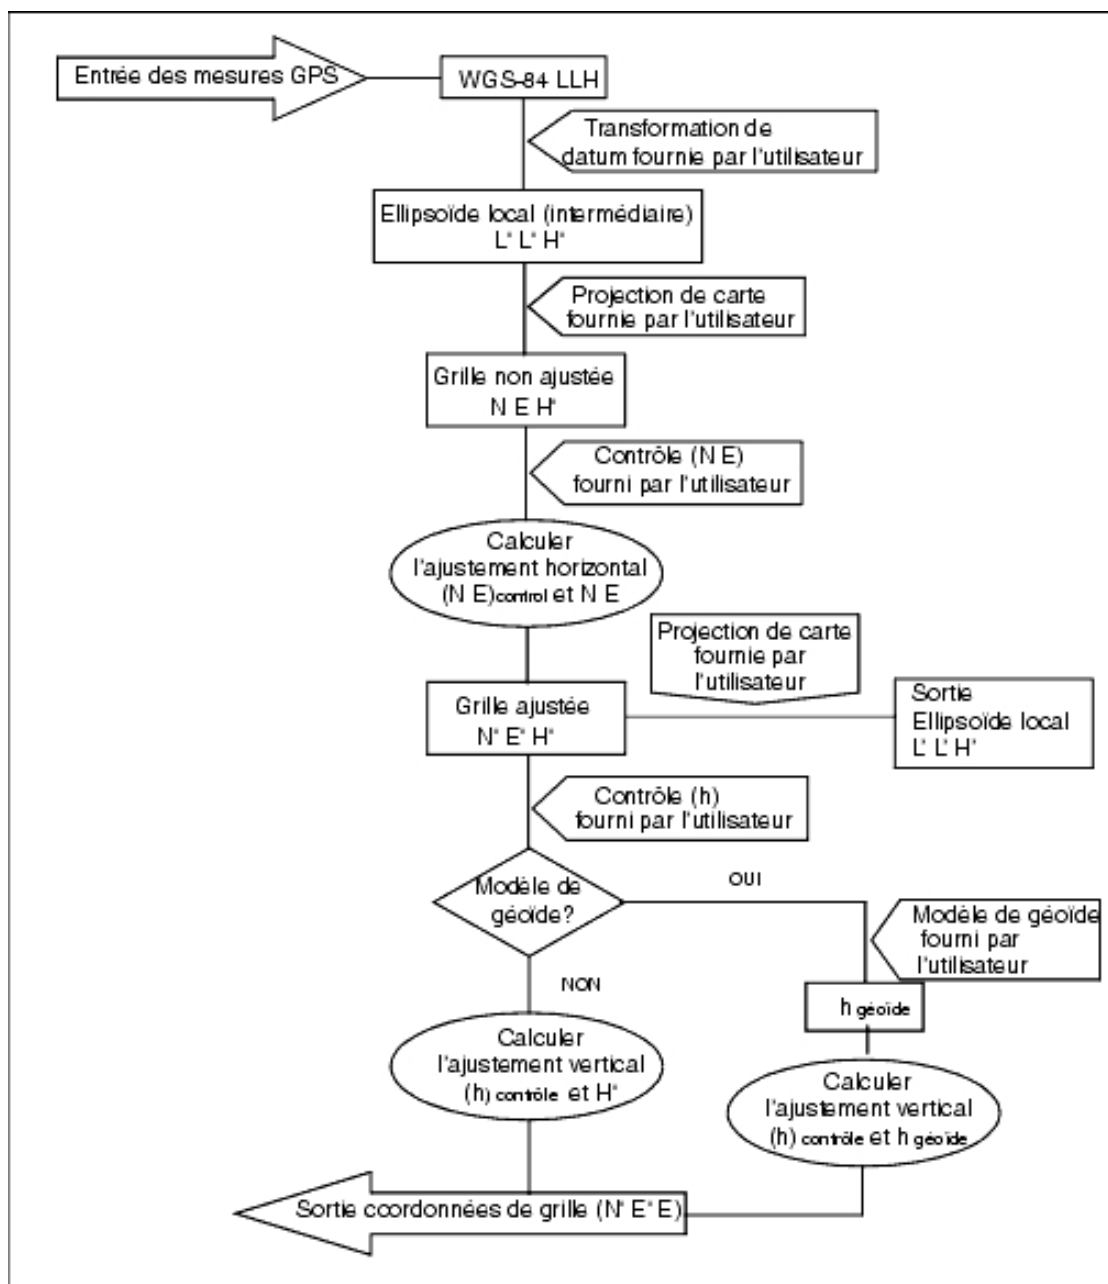 Entrée des mesures GPS
WGS-84 LLH
Transformation de
datum fournie par l'utilisateur
Ellipsoïde local (intermédiaire)
L' L' H'
Projection de carte
fournie par l'utilisateur
Grille non ajustée
N E H'
Contrôle (N E)
fourni par l'utilisateur
Calculer
l'ajustement horizontal
(N E)control et N E
Projection de carte
fournie par
l'utilisateur
Grille ajustée
N' E' H'
Sortie
Ellipsoïde local
L' L' H'
Contrôle (h)
fourni par l'utilisateur
Modèle de
géoïde?
OUI
Modèle de géoïde
fourni par
l'utilisateur
NON
h géoïde
Calculer
l'ajustement vertical
(h) contrôle et H'
Calculer
l'ajustement vertical
(h) contrôle et h géoïde
Sortie coordonnées de grille (N' E' E)